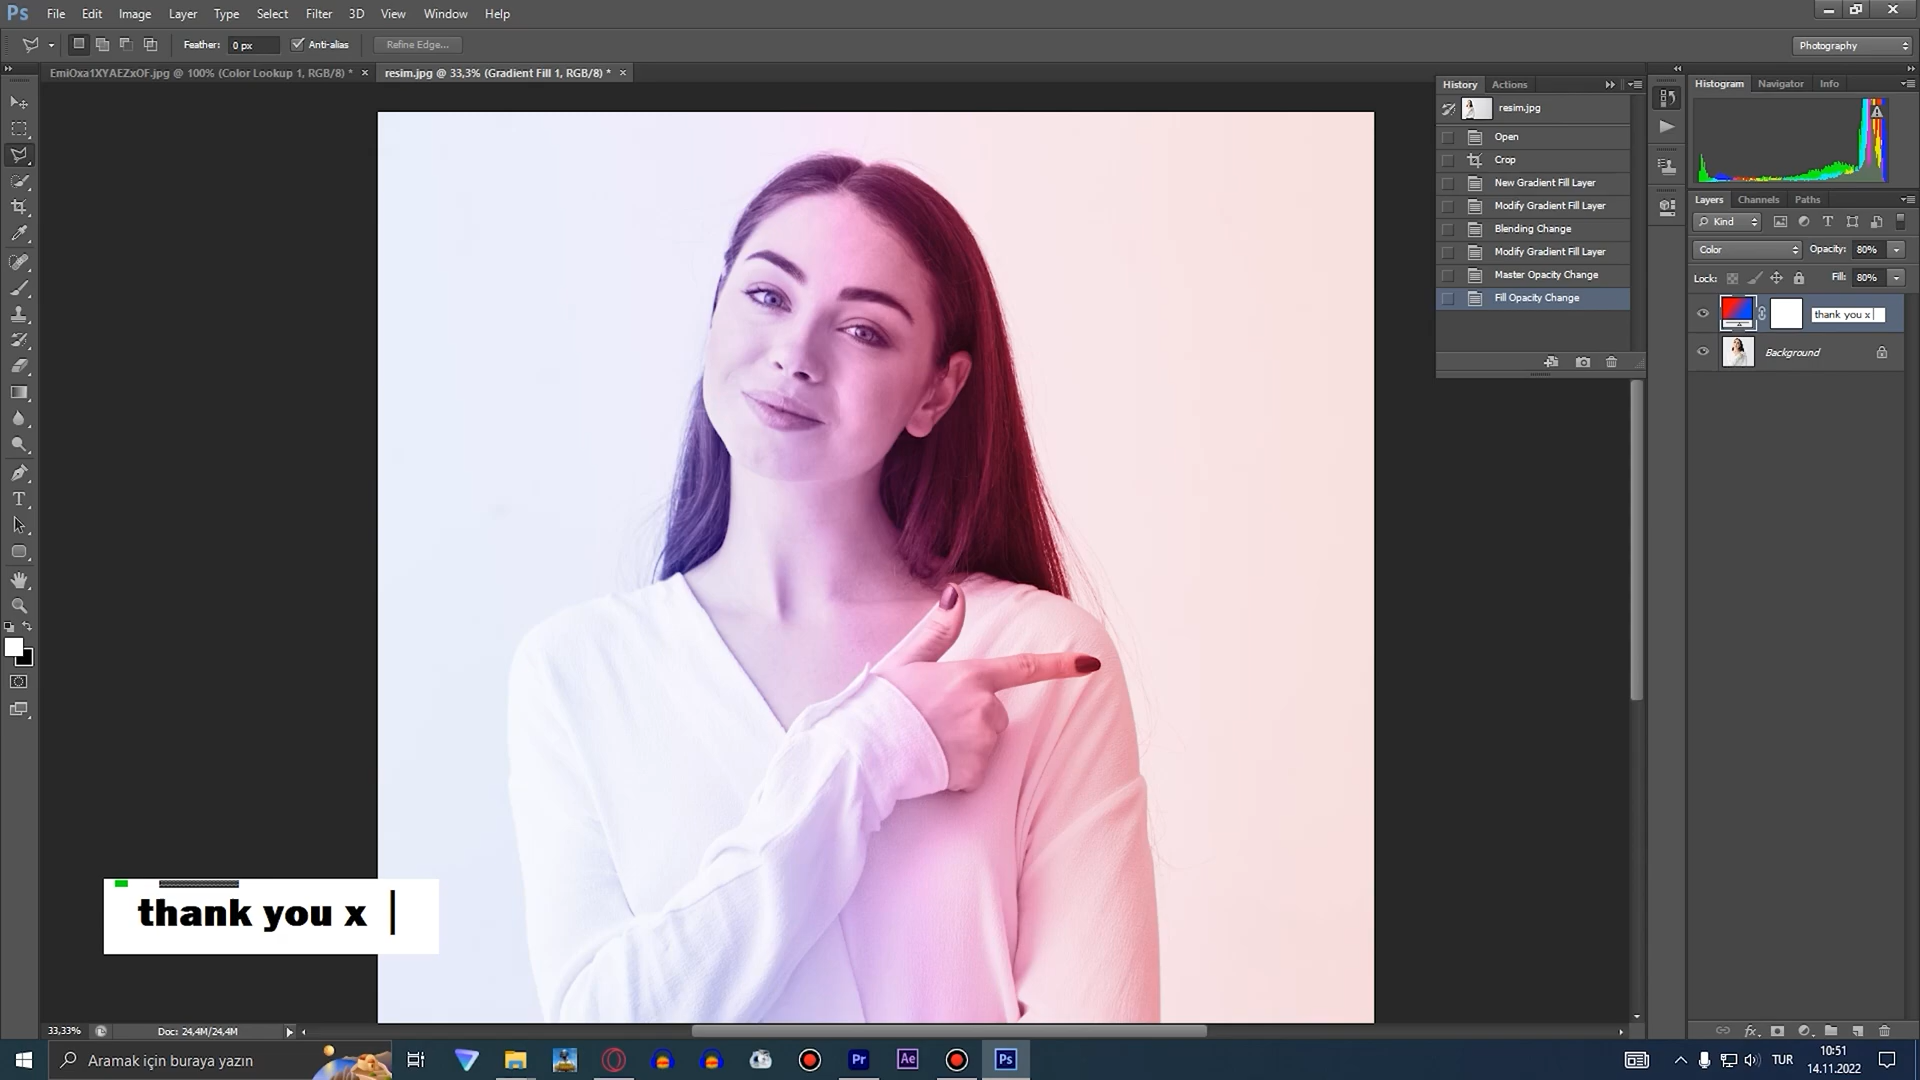 Ps File Edit Image Layer Type Select Filter 3D View Window Help
Feather: 0 px Anti-alias Refine Edge... Photography
EmiOxa1XYAEZxOF.jpg @ 100% (Color Lookup 1, RGB/8) * resim.jpg @ 33,3% (Gradient Fill 1, RGB/8) *
History Actions
resim.jpg
Open
Crop
New Gradient Fill Layer
Modify Gradient Fill Layer
Blending Change
Modify Gradient Fill Layer
Master Opacity Change
Fill Opacity Change
Histogram Navigator Info
Layers Channels Paths
Kind
Color Opacity: 80%
Lock: Fill: 80%
thank you x
Background
thank you x
33,33% Doc: 24,4M/24,4M
Aramak için buraya yazın Pr Ae Ps TUR 10:51
14.11.2022